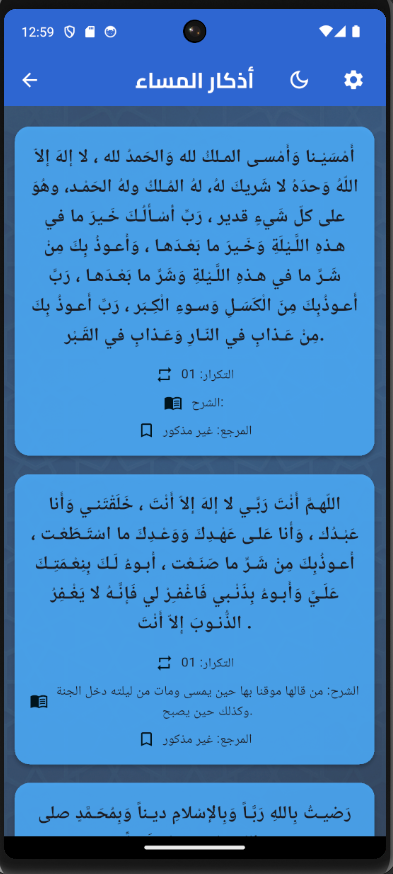 12:59
أذكار المساء
أَمْسَيْـنا وَأَمْسـى المـلكُ لله وَالحَمدُ لله ، لا إلهَ إلاّ
اللّهُ وَحدَهُ لا شَريكَ لهُ، لهُ المُـلكُ ولهُ الحَمْـد، وهُوَ
على كلّ شَيءٍ قدير ، رَبِّ أسْـأَلُـكَ خَـيرَ ما في
هـذهِ اللَّـيْلَةِ وَخَـيرَ ما بَعْـدَهـا ، وَأَعـوذُ بِكَ مِنْ
شَـرِّ ما في هـذهِ اللَّـيْلةِ وَشَرِّ ما بَعْـدَهـا ، رَبِّ
أَعـوذُبِكَ مِنَ الْكَسَـلِ وَسـوءِ الْكِـبَر ، رَبِّ أَعـوذُ بِكَ
مِنْ عَـذابٍ في النّـارِ وَعَـذابٍ في القَـبْر.
التكرار: 01
الشرح:
المرجع: غير مذكور
اللّهـمَّ أَنْتَ رَبِّـي لا إلهَ إلاّ أَنْتَ ، خَلَقْتَنـي وَأَنا
عَبْـدُك ، وَأَنا عَلـى عَهْـدِكَ وَوَعْـدِكَ ما اسْتَـطَعْـت ،
أَعـوذُبِكَ مِنْ شَـرِّ ما صَنَـعْت ، أَبـوءُ لَـكَ بِنِعْـمَتِـكَ
عَلَـيَّ وَأَبـوءُ بِذَنْـبي فَاغْفـِرْ لي فَإِنَّـهُ لا يَغْـفِرُ
الذُّنـوبَ إِلاّ أَنْتَ .
التكرار: 01
الشرح: من قالها موقنا بها حين يمسى ومات من ليلته دخل الجنة
وكذلك حين يصبح.
المرجع: غير مذكور
رَضيـتُ بِاللهِ رَبَّـاً وَبِالإسْلامِ ديـناً وَبِمُحَـمَّدٍ صلى